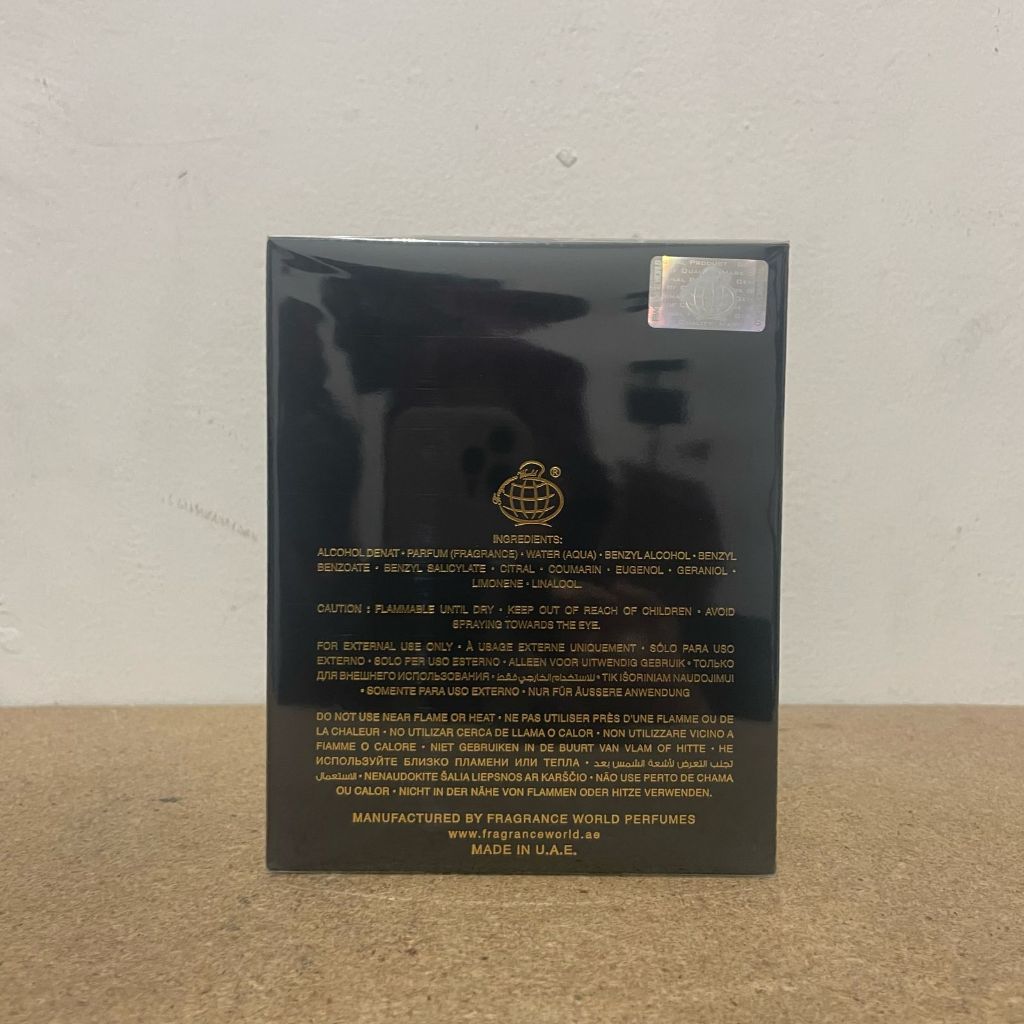 PRODUCT
Fragrance World ®
INGREDIENTS:
ALCOHOL DENAT • PARFUM (FRAGRANCE) • WATER (AQUA) • BENZYL ALCOHOL • BENZYL
BENZOATE • BENZYL SALICYLATE • CITRAL • COUMARIN • EUGENOL • GERANIOL •
LIMONENE • LINALOOL.
CAUTION : FLAMMABLE UNTIL DRY • KEEP OUT OF REACH OF CHILDREN • AVOID
SPRAYING TOWARDS THE EYE.
FOR EXTERNAL USE ONLY • À USAGE EXTERNE UNIQUEMENT • SÓLO PARA USO
EXTERNO • SOLO PER USO ESTERNO • ALLEEN VOOR UITWENDIG GEBRUIK • ТОЛЬКО
ДЛЯ ВНЕШНЕГО ИСПОЛЬЗОВАНИЯ • للاستخدام الخارجي فقط • TIK IŠORINIAM NAUDOJIMUI
• SOMENTE PARA USO EXTERNO • NUR FÜR ÄUSSERE ANWENDUNG
DO NOT USE NEAR FLAME OR HEAT • NE PAS UTILISER PRÈS D'UNE FLAMME OU DE
LA CHALEUR • NO UTILIZAR CERCA DE LLAMA O CALOR • NON UTILIZZARE VICINO A
FIAMME O CALORE • NIET GEBRUIKEN IN DE BUURT VAN VLAM OF HITTE • НЕ
ИСПОЛЬЗУЙТЕ БЛИЗКО ПЛАМЕНИ ИЛИ ТЕПЛА • تجنب التعرض لأشعة الشمس بعد
الاستعمال • NENAUDOKITE ŠALIA LIEPSNOS AR KARŠČIO • NÃO USE PERTO DE CHAMA
OU CALOR • NICHT IN DER NÄHE VON FLAMMEN ODER HITZE VERWENDEN.
MANUFACTURED BY FRAGRANCE WORLD PERFUMES
www.fragranceworld.ae
MADE IN U.A.E.